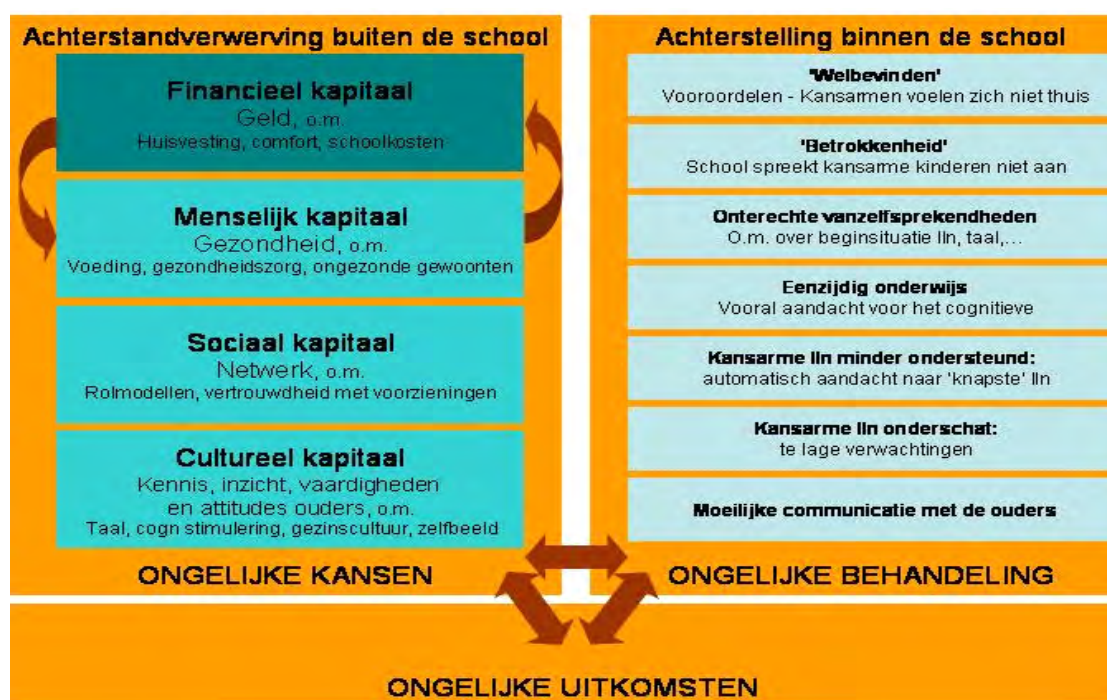 Achterstandverwerving buiten de school
Financieel kapitaal
Geld, o.m.
Huisvesting, comfort, schoolkosten
Menselijk kapitaal
Gezondheid, o.m.
Voeding, gezondheidszorg, ongezonde gewoonten
Sociaal kapitaal
Netwerk, o.m.
Rolmodellen, vertrouwdheid met voorzieningen
Cultureel kapitaal
Kennis, inzicht, vaardigheden
en attitudes ouders, o.m.
Taal, cogn stimulering, gezinscultuur, zelfbeeld
ONGELIJKE KANSEN
Achterstelling binnen de school
'Welbevinden'
Vooroordelen - Kansarmen voelen zich niet thuis
'Betrokkenheid'
School spreekt kansarme kinderen niet aan
Onterechte vanzelfsprekendheden
O.m. over beginsituatie lln, taal,...
Eenzijdig onderwijs
Vooral aandacht voor het cognitieve
Kansarme lln minder ondersteund:
automatisch aandacht naar 'knapste' lln
Kansarme lln onderschat:
te lage verwachtingen
Moeilijke communicatie met de ouders
ONGELIJKE BEHANDELING
ONGELIJKE UITKOMSTEN